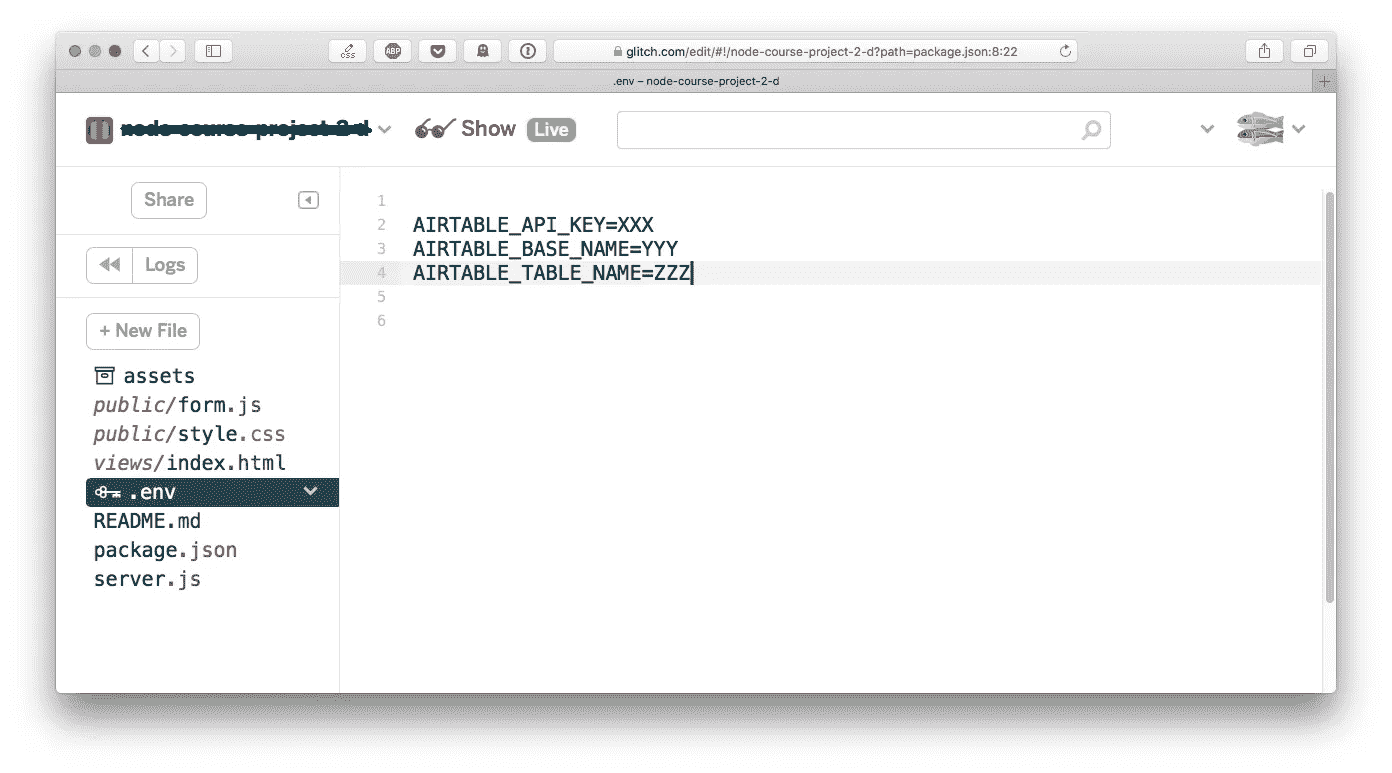 css ABP glitch.com/edit/#!/node-course-project-2-d?path=package.json:8:22
.env – node-course-project-2-d
node-course-project-2-d Show Live
Share
Logs
+ New File
assets
public/form.js
public/style.css
views/index.html
.env
README.md
package.json
server.js
1
2 AIRTABLE_API_KEY=XXX
3 AIRTABLE_BASE_NAME=YYY
4 AIRTABLE_TABLE_NAME=ZZZ
5
6